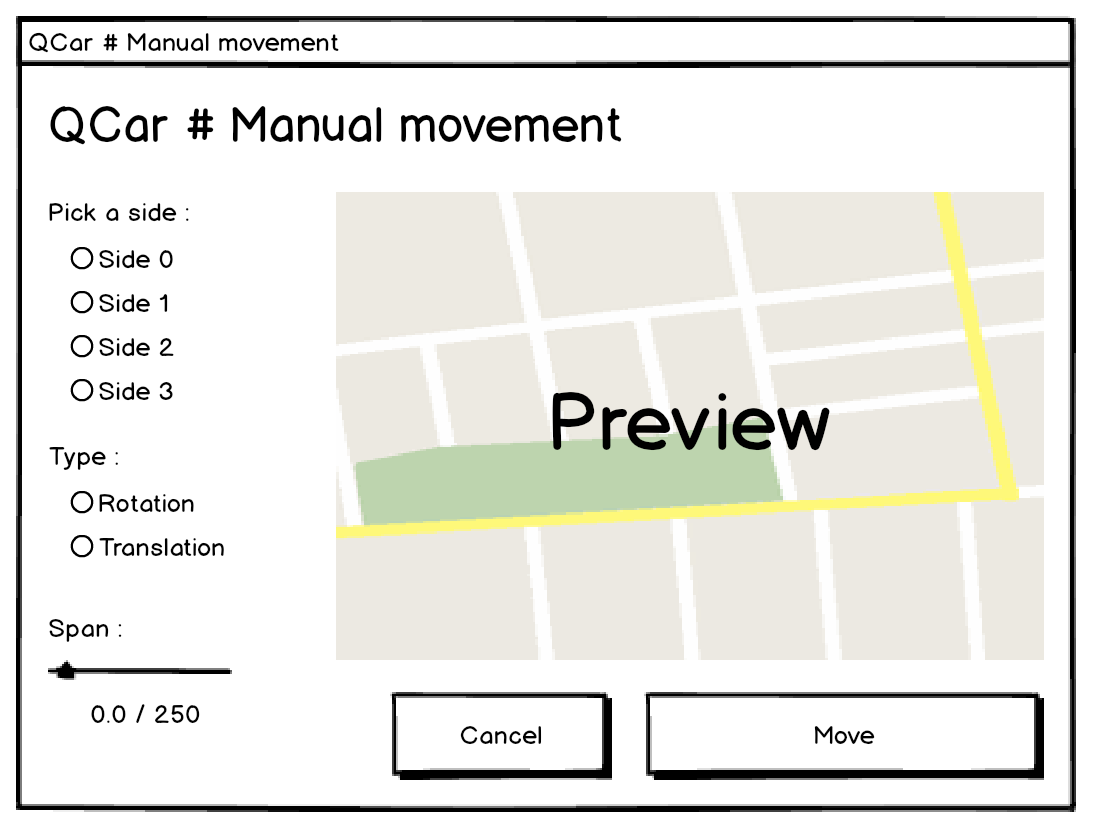 QCar # Manual movement
QCar # Manual movement
Pick a side :
Side 0
Side 1
Side 2
Side 3
Type :
Rotation
Translation
Span :
0.0 / 250
Preview
Cancel
Move